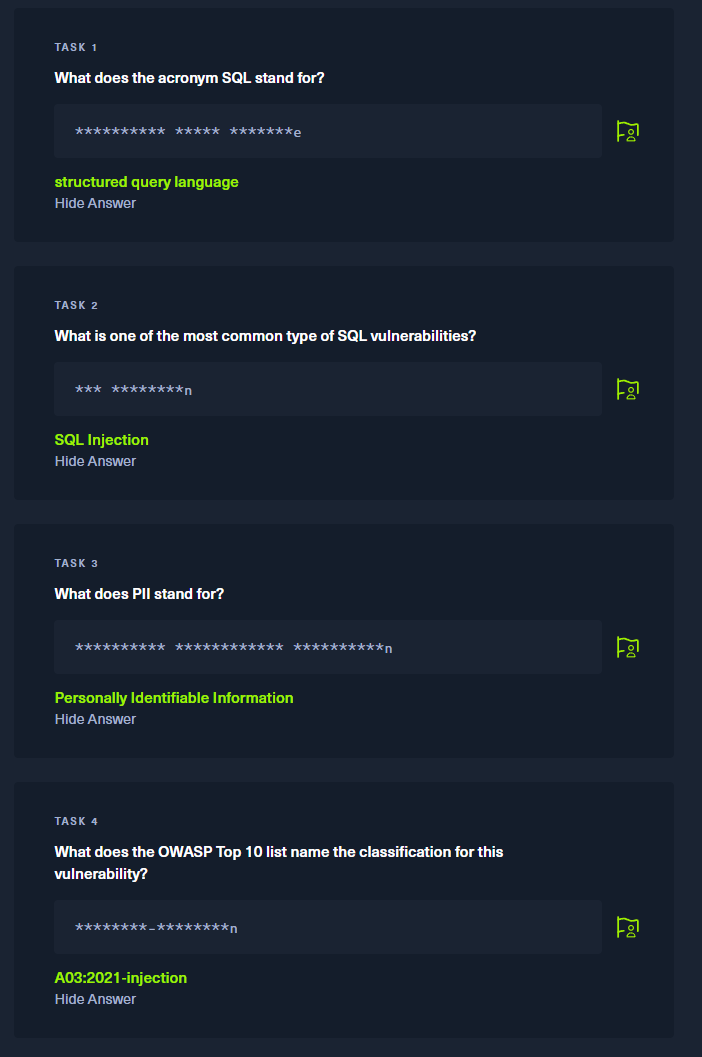 TASK 1
What does the acronym SQL stand for?
********** ***** *******e
structured query language
Hide Answer
TASK 2
What is one of the most common type of SQL vulnerabilities?
*** ********n
SQL Injection
Hide Answer
TASK 3
What does PII stand for?
********** ************ **********n
Personally Identifiable Information
Hide Answer
TASK 4
What does the OWASP Top 10 list name the classification for this
vulnerability?
********-********n
A03:2021-injection
Hide Answer